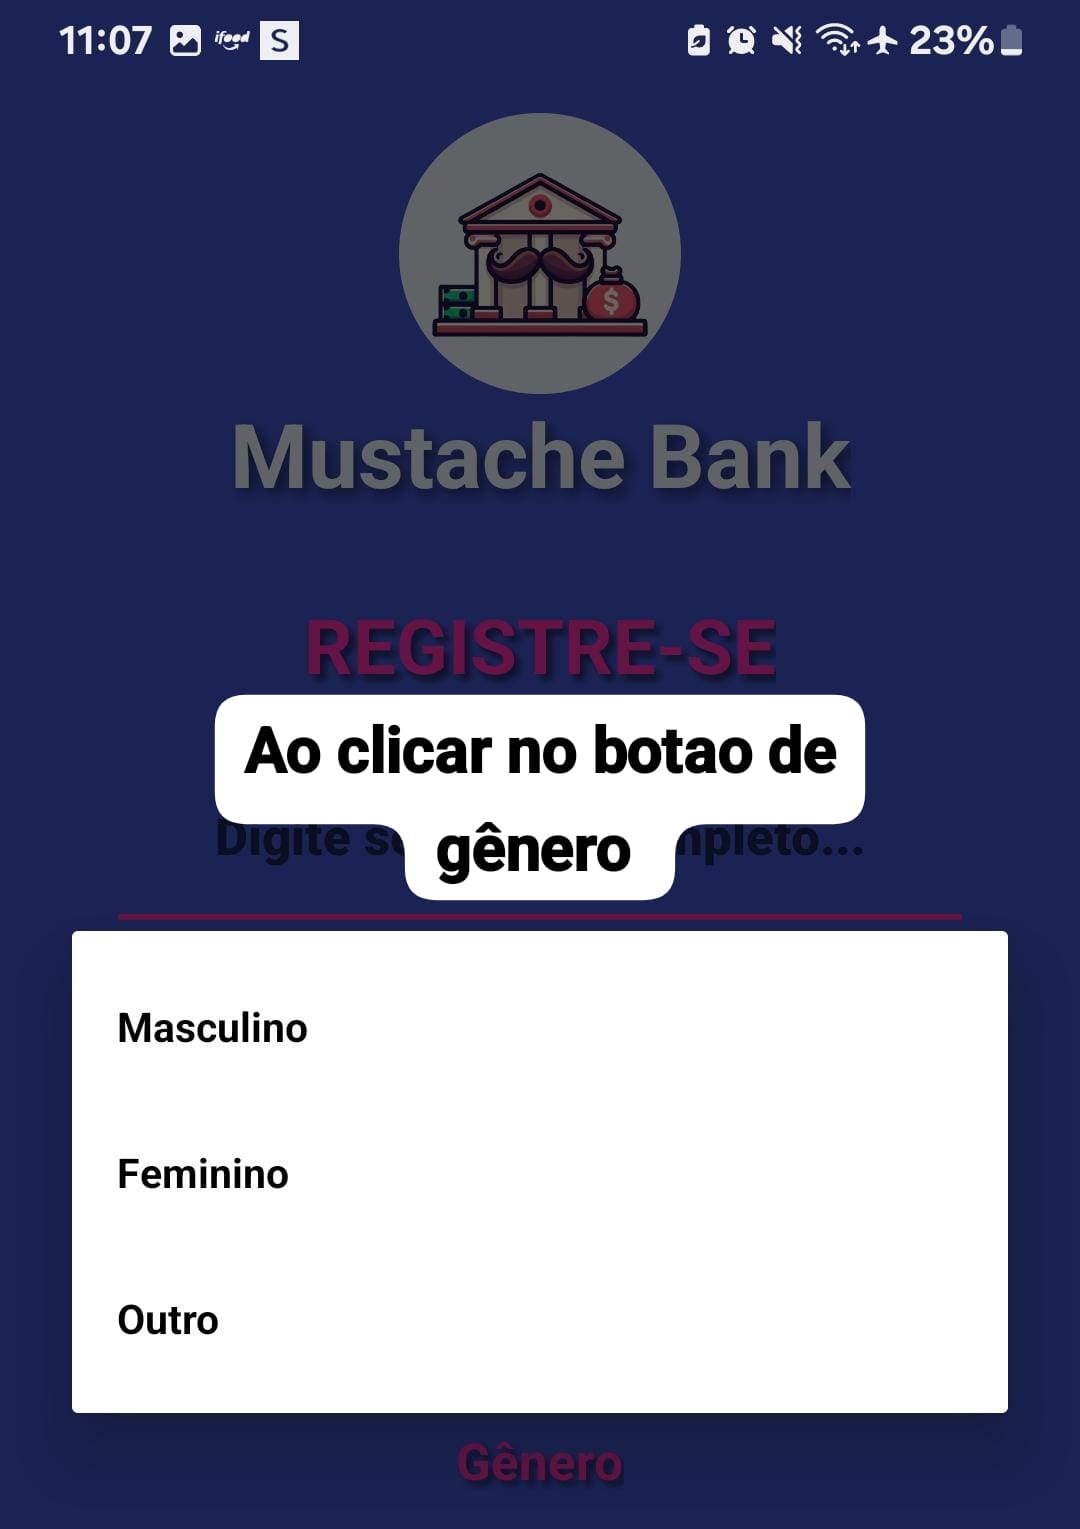 11:07 ifood S 23%
$
Mustache Bank
REGISTRE-SE
Ao clicar no botao de
gênero
Digite mpleto...
Masculino
Feminino
Outro
Gênero